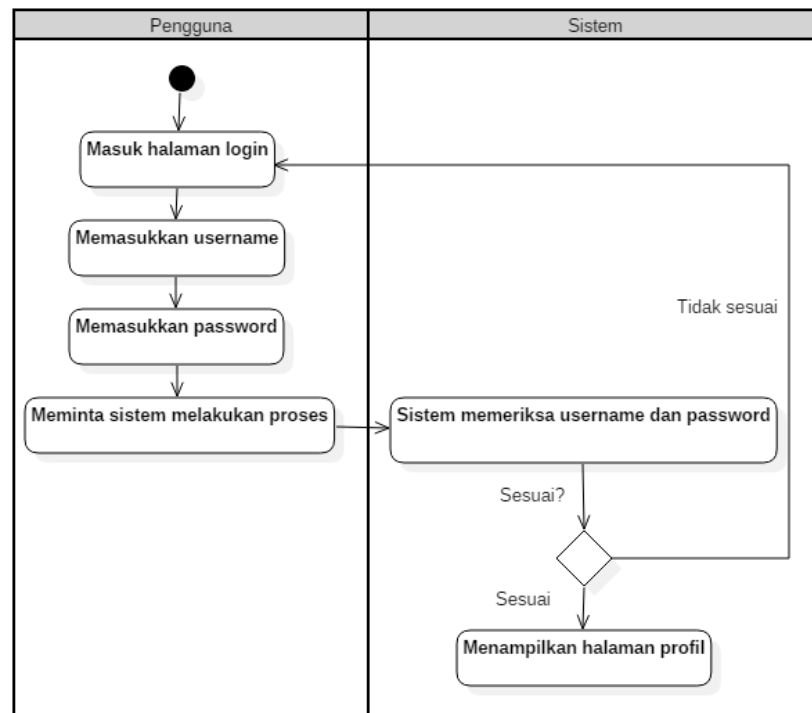 Pengguna
Sistem
Masuk halaman login
Memasukkan username
Tidak sesuai
Memasukkan password
Meminta sistem melakukan proses
Sistem memeriksa username dan password
Sesuai?
Sesuai
Menampilkan halaman profil